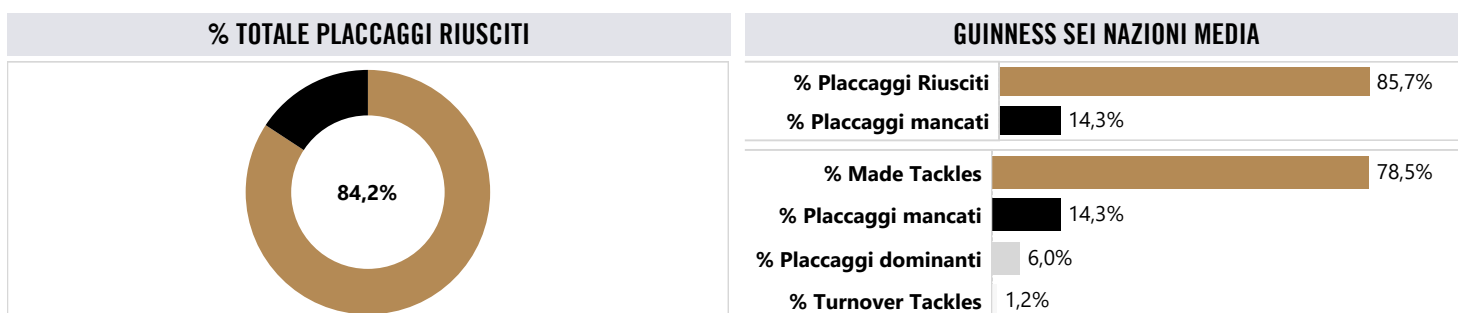 % TOTALE PLACCAGGI RIUSCITI
84,2%
GUINNESS SEI NAZIONI MEDIA
% Placcaggi Riusciti 85,7%
% Placcaggi mancati 14,3%
% Made Tackles 78,5%
% Placcaggi mancati 14,3%
% Placcaggi dominanti 6,0%
% Turnover Tackles 1,2%